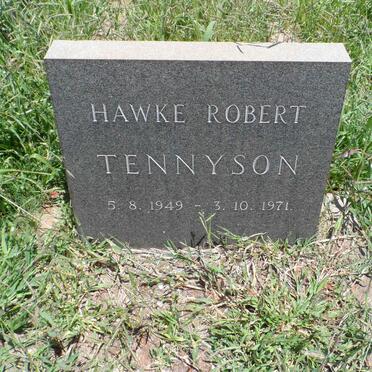 HAWKE ROBERT
TENNYSON
5. 8. 1949 - 3. 10. 1971.